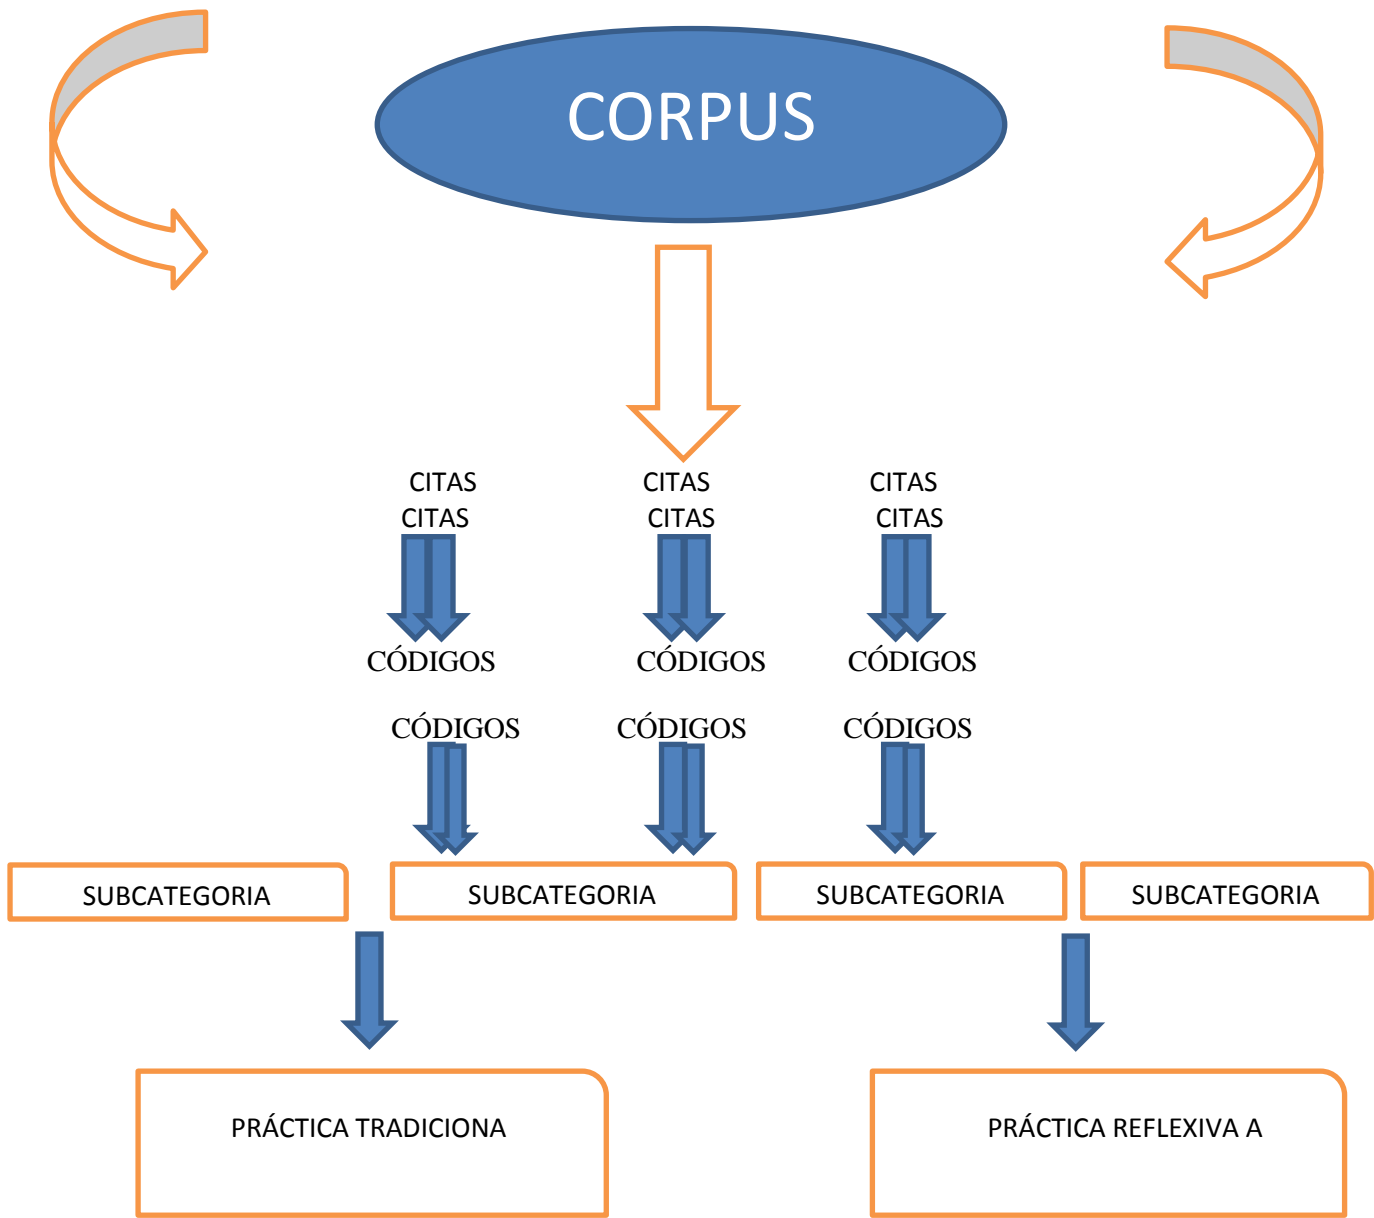 CORPUS
CITAS CITAS CITAS
CITAS CITAS CITAS
CÓDIGOS CÓDIGOS CÓDIGOS
CÓDIGOS CÓDIGOS CÓDIGOS
SUBCATEGORIA SUBCATEGORIA SUBCATEGORIA SUBCATEGORIA
PRÁCTICA TRADICIONA PRÁCTICA REFLEXIVA A